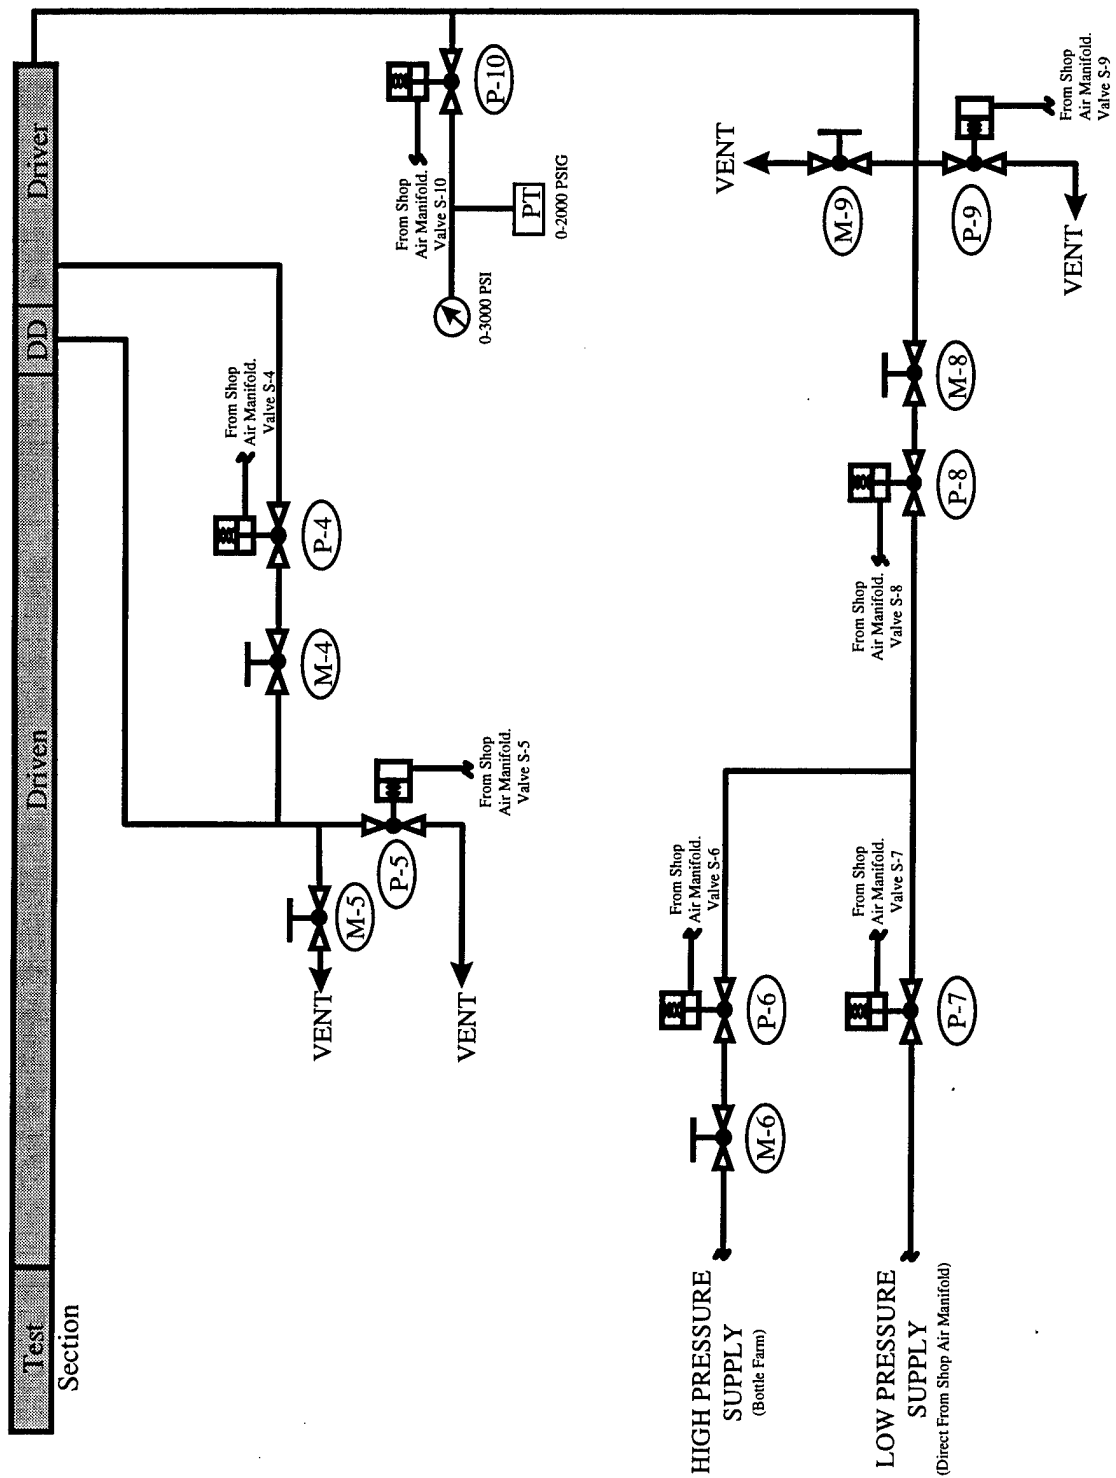 Test
Section
Driven
DD
Driver
From Shop
Air Manifold.
Valve S-4
P-4
M-4
M-5
VENT
P-5
From Shop
Air Manifold.
Valve S-5
VENT
From Shop
Air Manifold.
Valve S-10
P-10
PT
0-2000 PSIG
0-3000 PSI
HIGH PRESSURE
SUPPLY
(Bottle Farm)
M-6
P-6
From Shop
Air Manifold.
Valve S-6
LOW PRESSURE
SUPPLY
(Direct From Shop Air Manifold)
P-7
From Shop
Air Manifold.
Valve S-7
From Shop
Air Manifold.
Valve S-8
P-8
M-8
VENT
M-9
P-9
VENT
From Shop
Air Manifold.
Valve S-9